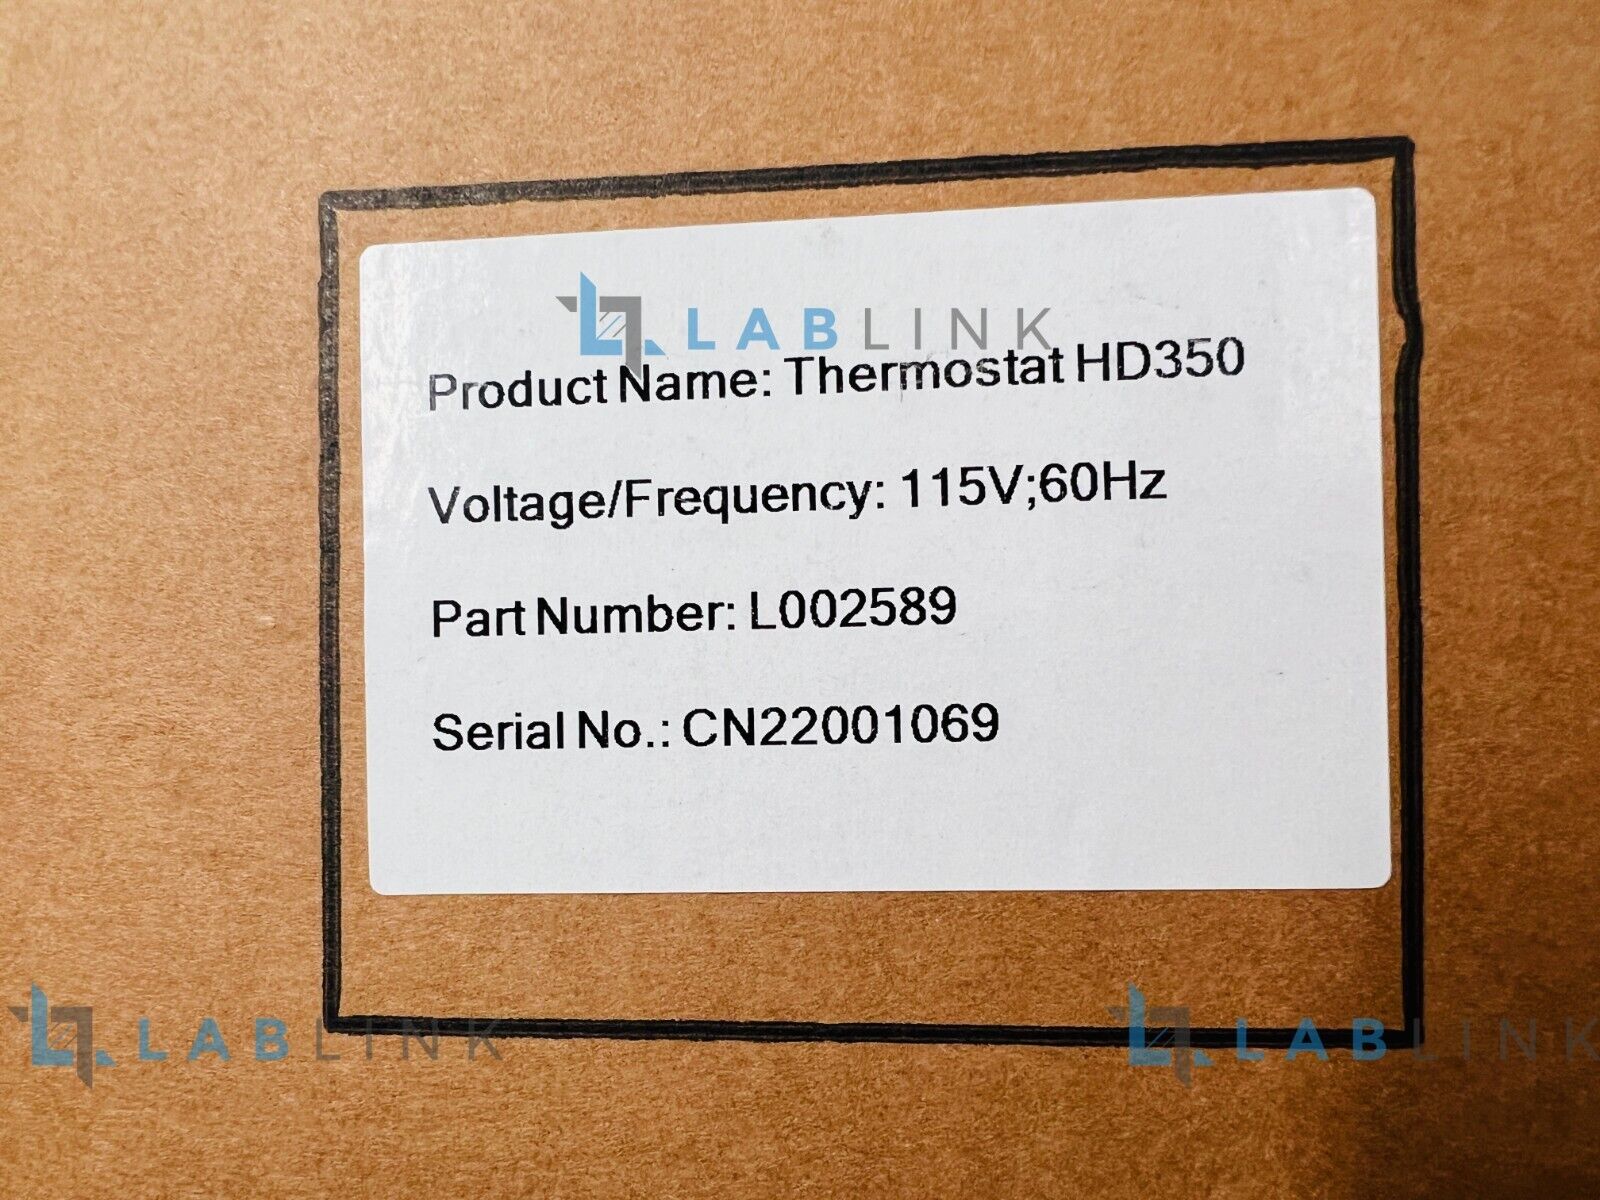 LABLINK
Product Name: Thermostat HD350
Voltage/Frequency: 115V;60Hz
Part Number: L002589
Serial No.: CN22001069
LABLINK
LABLINK